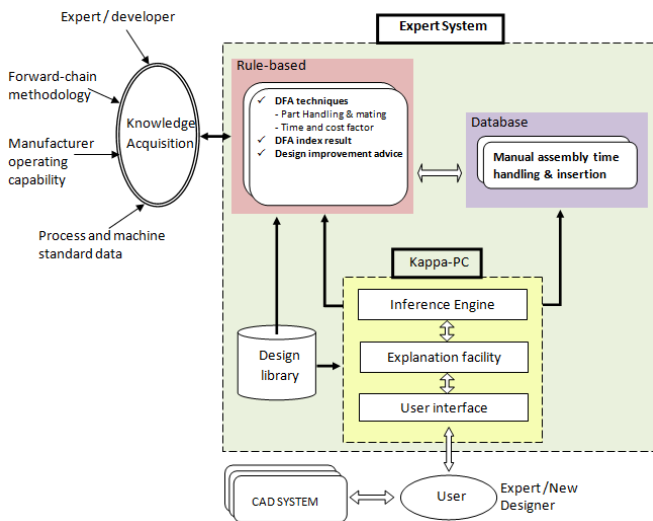 Expert / developer
Expert System
Rule-based
Forward-chain
methodology
✓ DFA techniques
- Part Handling & mating
- Time and cost factor
✓ DFA index result
✓ Design improvement advice
Database
Knowledge
Acquisition
Manufacturer
operating
capability
Manual assembly time
handling & insertion
Process and machine
standard data
Kappa-PC
Inference Engine
Design
library
Explanation facility
User interface
CAD SYSTEM
User
Expert /New
Designer